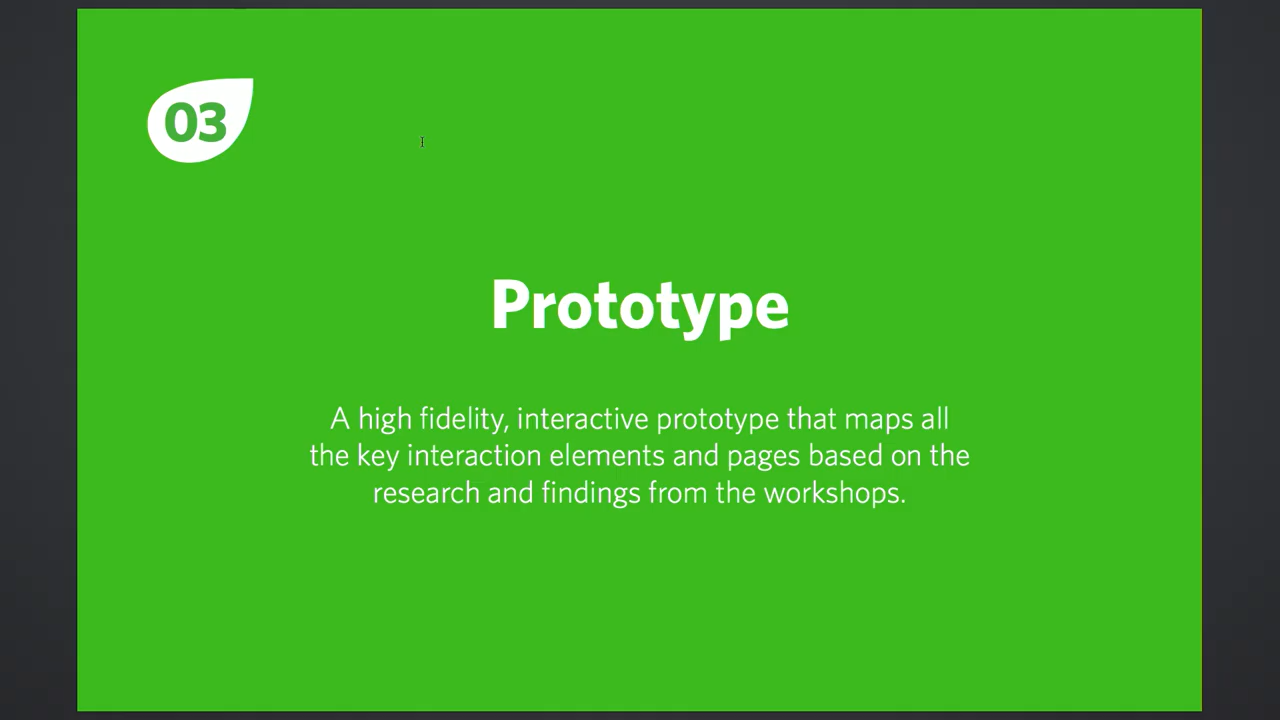 03
Prototype
A high fidelity, interactive prototype that maps all
the key interaction elements and pages based on the
research and findings from the workshops.